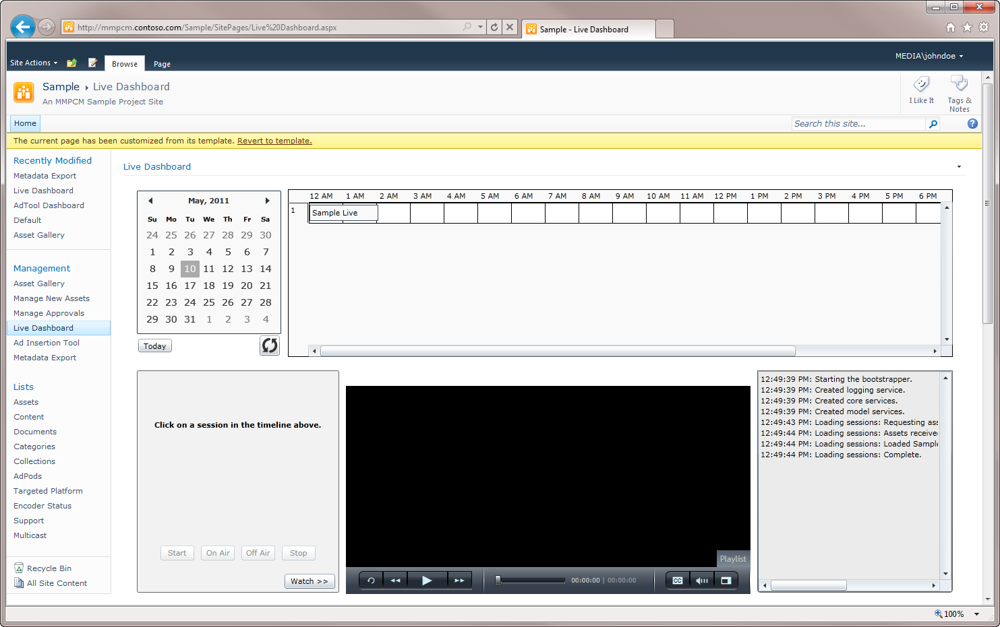 http://mmpcm.contoso.com/Sample/SitePages/Live%20Dashboard.aspx
Sample - Live Dashboard
Site Actions
Browse
Page
MEDIA\johndoe
Sample
Live Dashboard
An MMPCM Sample Project Site
I Like It
Tags &
Notes
Home
Search this site...
The current page has been customized from its template. Revert to template.
Recently Modified
Metadata Export
Live Dashboard
AdTool Dashboard
Default
Asset Gallery
Management
Asset Gallery
Manage New Assets
Manage Approvals
Live Dashboard
Ad Insertion Tool
Metadata Export
Lists
Assets
Content
Documents
Categories
Collections
AdPods
Targeted Platform
Encoder Status
Support
Multicast
Recycle Bin
All Site Content
Live Dashboard
May, 2011
Su Mo Tu We Th Fr Sa
24 25 26 27 28 29 30
1 2 3 4 5 6 7
8 9 10 11 12 13 14
15 16 17 18 19 20 21
22 23 24 25 26 27 28
29 30 31 1 2 3 4
Today
12 AM 1 AM 2 AM 3 AM 4 AM 5 AM 6 AM 7 AM 8 AM 9 AM 10 AM 11 AM 12 PM 1 PM 2 PM 3 PM 4 PM 5 PM 6 PM
1
Sample Live
Click on a session in the timeline above.
Start
On Air
Off Air
Stop
Watch >>
Playlist
00:00:00 | 00:00:00
CC
12:49:39 PM: Starting the bootstrapper.
12:49:39 PM: Created logging service.
12:49:39 PM: Created core services.
12:49:39 PM: Created model services.
12:49:43 PM: Loading sessions: Requesting ass
12:49:44 PM: Loading sessions: Assets receive
12:49:44 PM: Loading sessions: Loaded Sampl
12:49:44 PM: Loading sessions: Complete.
100%